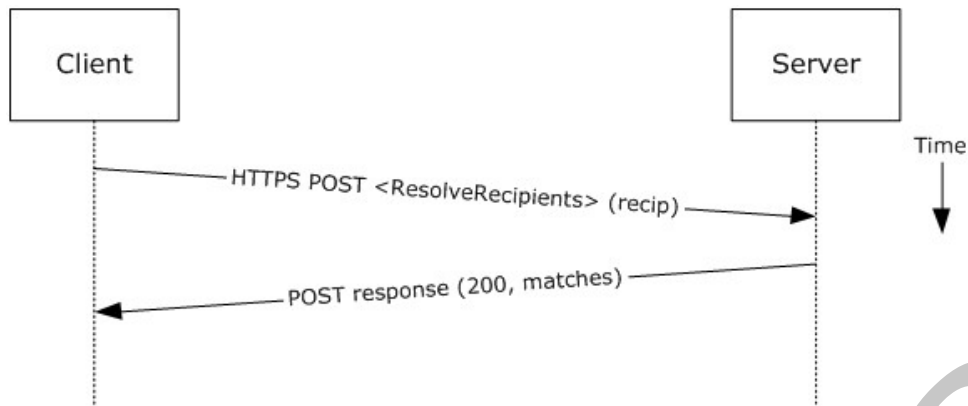 Client
Server
Time
HTTPS POST <ResolveRecipients> (recip)
POST response (200, matches)